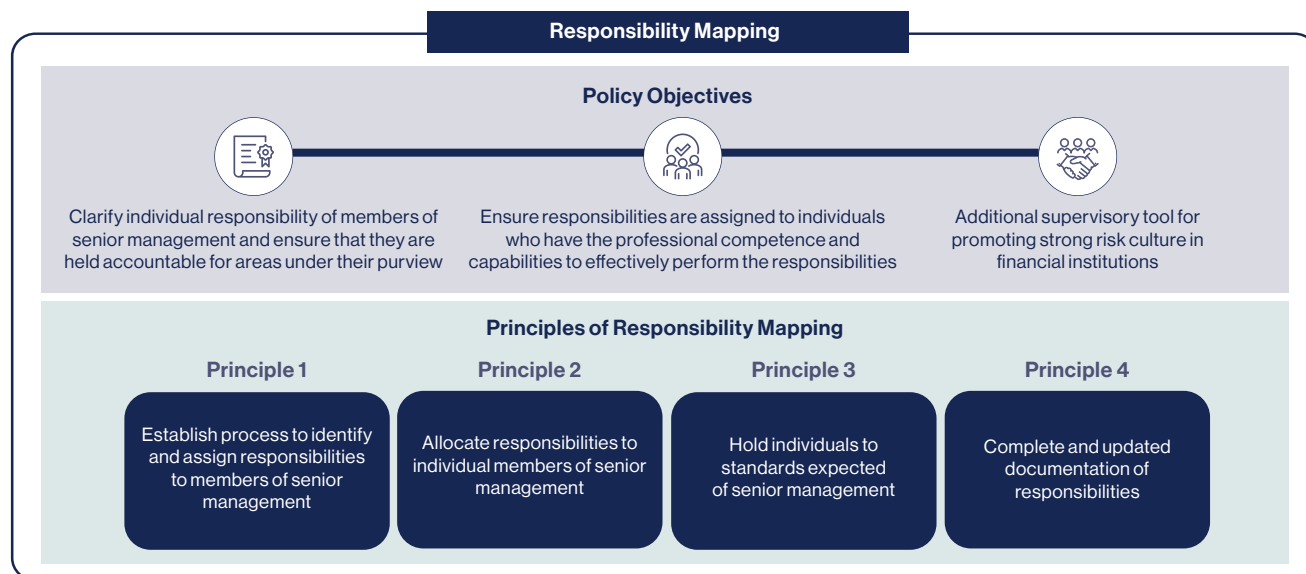 Responsibility Mapping
Policy Objectives
Clarify individual responsibility of members of
senior management and ensure that they are
held accountable for areas under their purview
Ensure responsibilities are assigned to individuals
who have the professional competence and
capabilities to effectively perform the responsibilities
Additional supervisory tool for
promoting strong risk culture in
financial institutions
Principles of Responsibility Mapping
Principle 1
Establish process to identify
and assign responsibilities
to members of senior
management
Principle 2
Allocate responsibilities to
individual members of senior
management
Principle 3
Hold individuals to
standards expected
of senior management
Principle 4
Complete and updated
documentation of
responsibilities